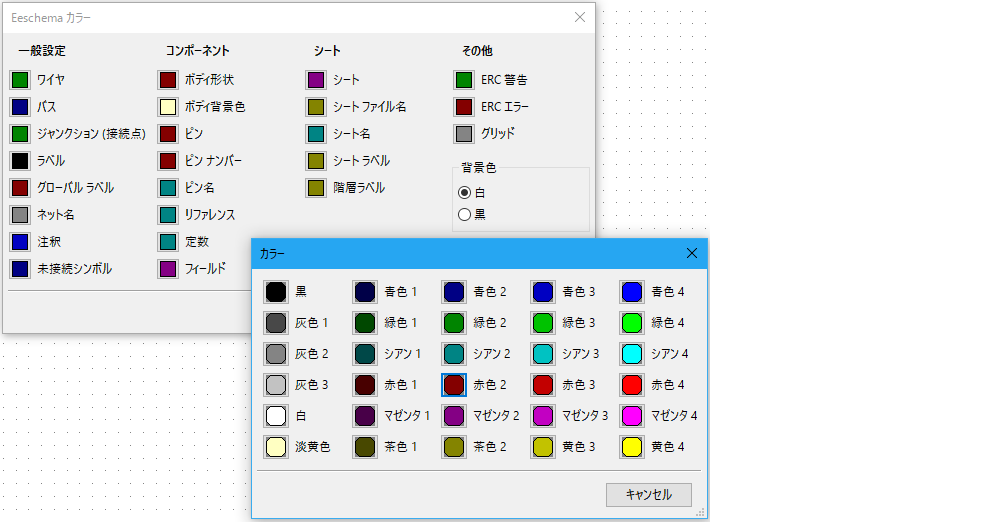 Eeschema カラー
一般設定
ワイヤ
バス
ジャンクション (接続点)
ラベル
グローバル ラベル
ネット名
注釈
未接続シンボル
コンポーネント
ボディ形状
ボディ背景色
ピン
ピン ナンバー
ピン名
リファレンス
定数
フィールド
シート
シート
シート ファイル名
シート名
シート ラベル
階層ラベル
その他
ERC 警告
ERC エラー
グリッド
背景色
白
黒
カラー
黒
灰色 1
灰色 2
灰色 3
白
淡黄色
青色 1
緑色 1
シアン 1
赤色 1
マゼンタ 1
茶色 1
青色 2
緑色 2
シアン 2
赤色 2
マゼンタ 2
茶色 2
青色 3
緑色 3
シアン 3
赤色 3
マゼンタ 3
黄色 3
青色 4
緑色 4
シアン 4
赤色 4
マゼンタ 4
黄色 4
キャンセル